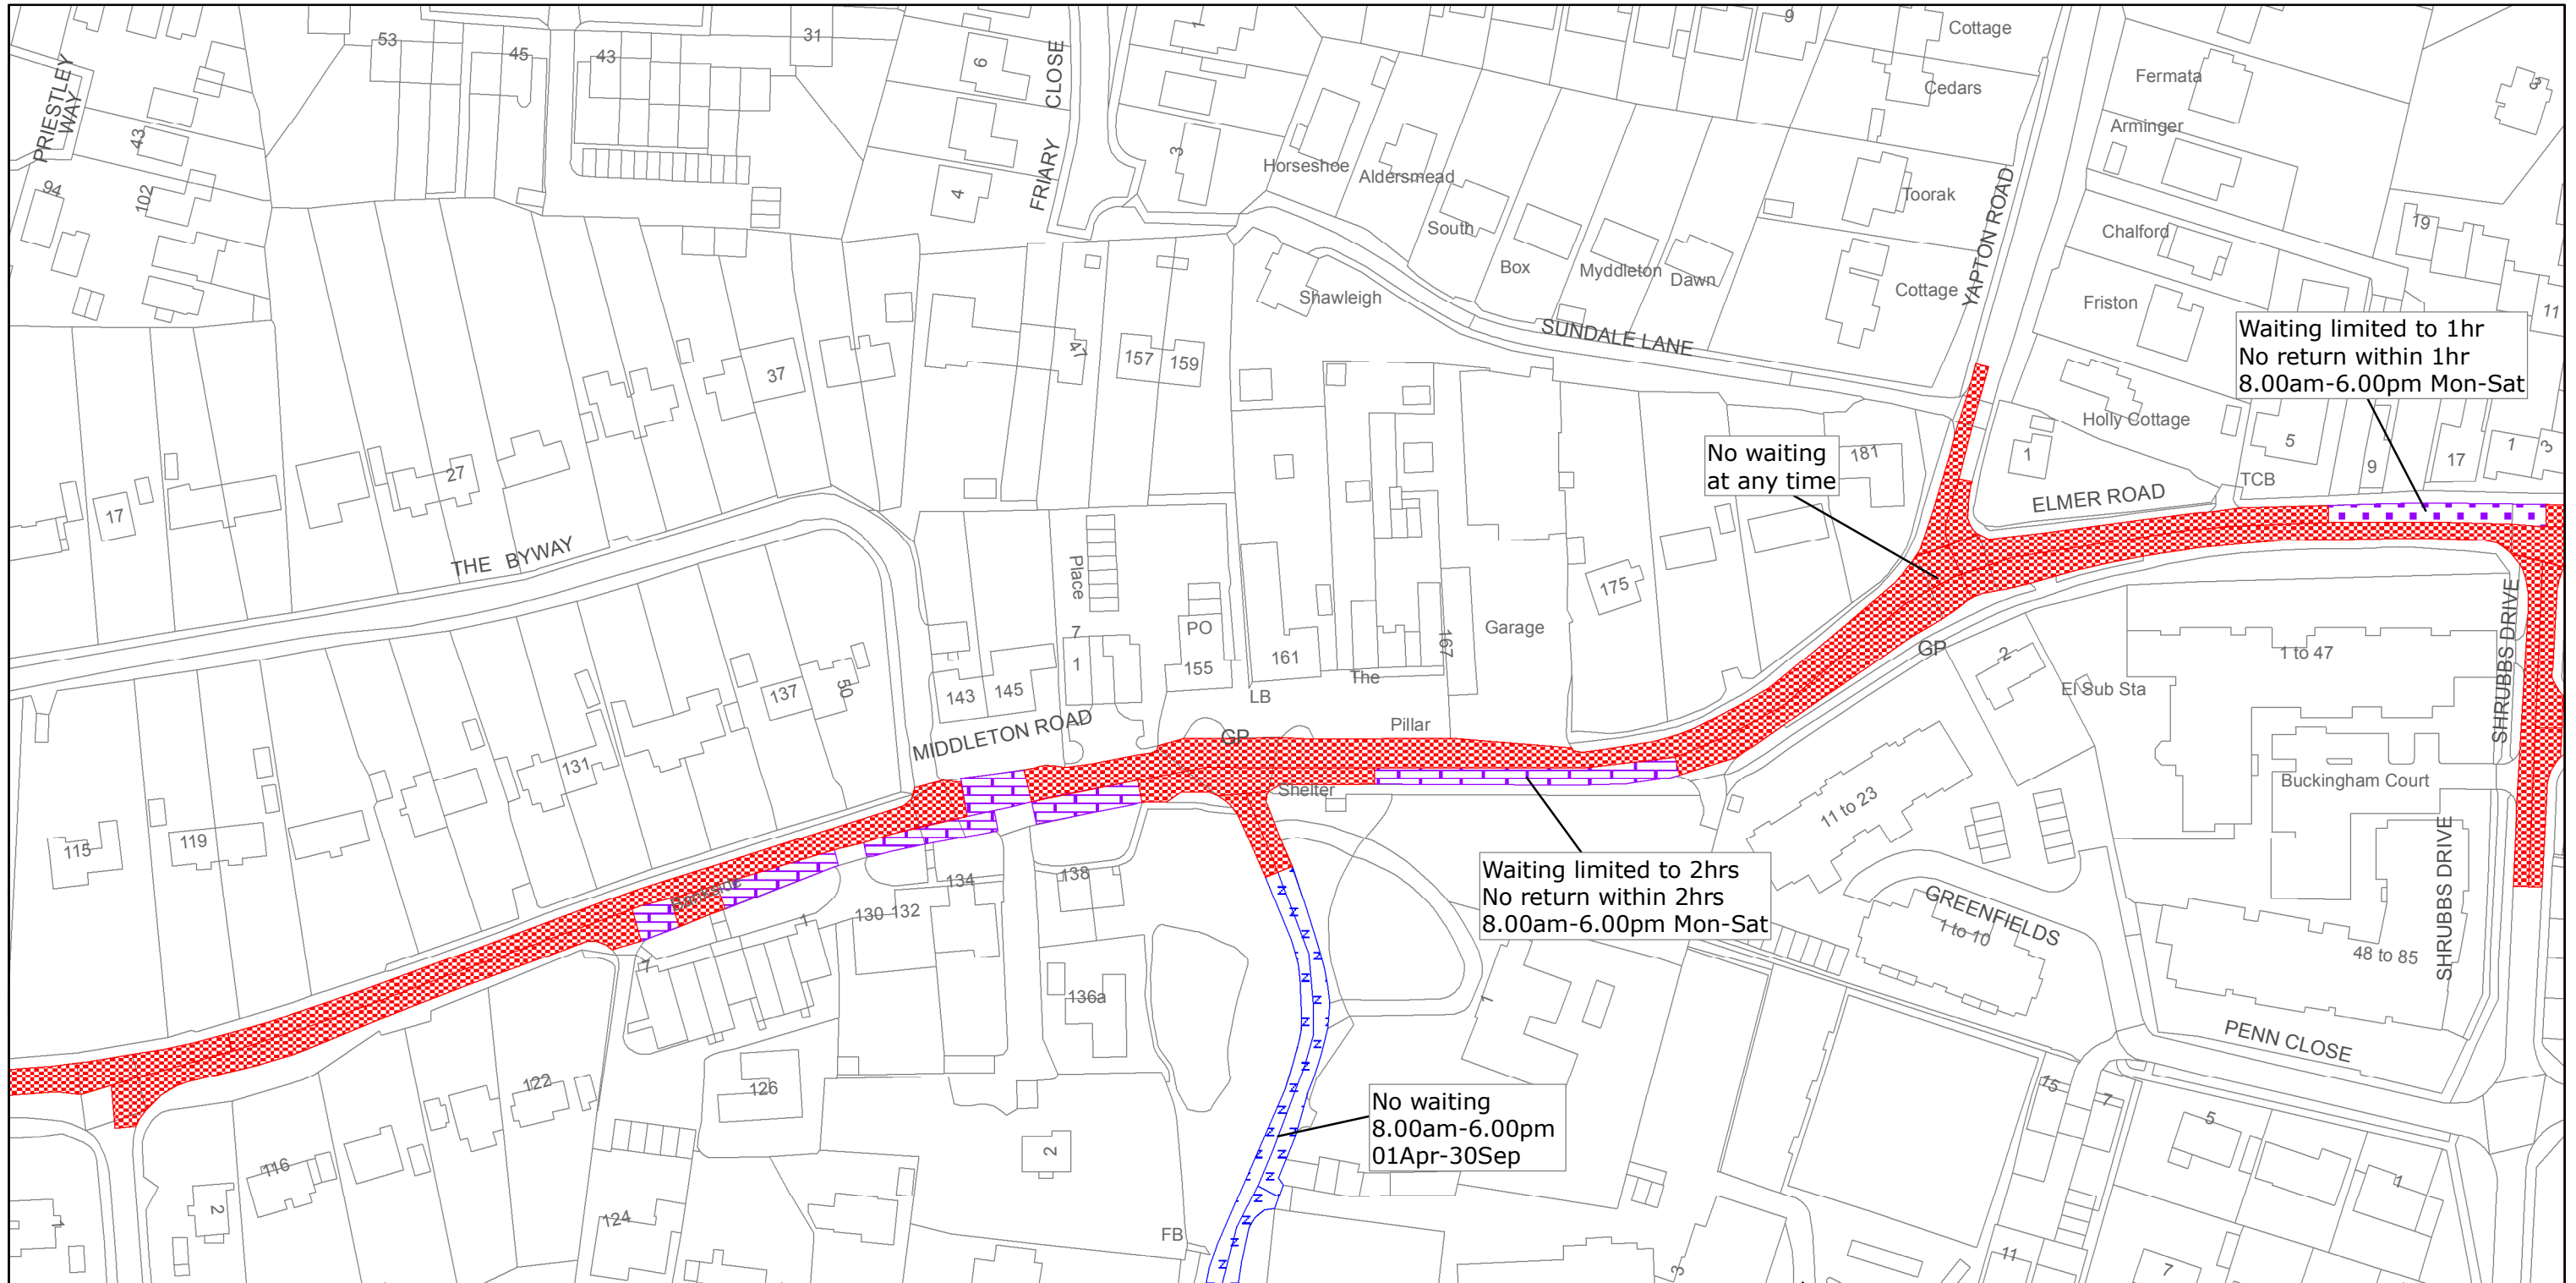 53
45
43
31
6
CLOSE
1
9
Cottage
Fermata
3
PRIESTLEY
WAY
43
94
102
4
FRIARY
3
Horseshoe
Aldersmead
South
Box
Myddleton
Dawn
Cedars
Toorak
Cottage
YAPTON ROAD
Arminger
Chalford
Friston
19
11
Shawleigh
SUNDALE LANE
Waiting limited to 1hr
No return within 1hr
8.00am-6.00pm Mon-Sat
37
47
157
159
Holly Cottage
1
5
9
17
1
3
TCB
No waiting
at any time
181
ELMER ROAD
17
27
THE BYWAY
Place
7
1
PO
155
161
LB
The
167
Garage
175
Pillar
GP
GP
2
El Sub Sta
1 to 47
SHRUBBS DRIVE
Buckingham Court
137
50
143
145
MIDDLETON ROAD
131
115
119
Shelter
11 to 23
Waiting limited to 2hrs
No return within 2hrs
8.00am-6.00pm Mon-Sat
GREENFIELDS
1 to 10
SHRUBBS DRIVE
48 to 85
PENN CLOSE
134
138
130
132
1
7
136a
1
122
126
116
2
1
124
2
FB
No waiting
8.00am-6.00pm
01Apr-30Sep
15
7
5
1
11
7
3